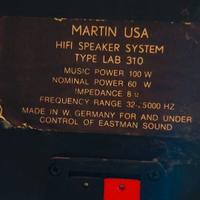 MARTIN USA
HIFI SPEAKER SYSTEM
TYPE LAB 310
MUSIC POWER 100 W
NOMINAL POWER 60 W
IMPEDANCE 8 Ω
FREQUENCY RANGE 32..5000 HZ
MADE IN W. GERMANY FOR AND UNDER
CONTROL OF EASTMAN SOUND